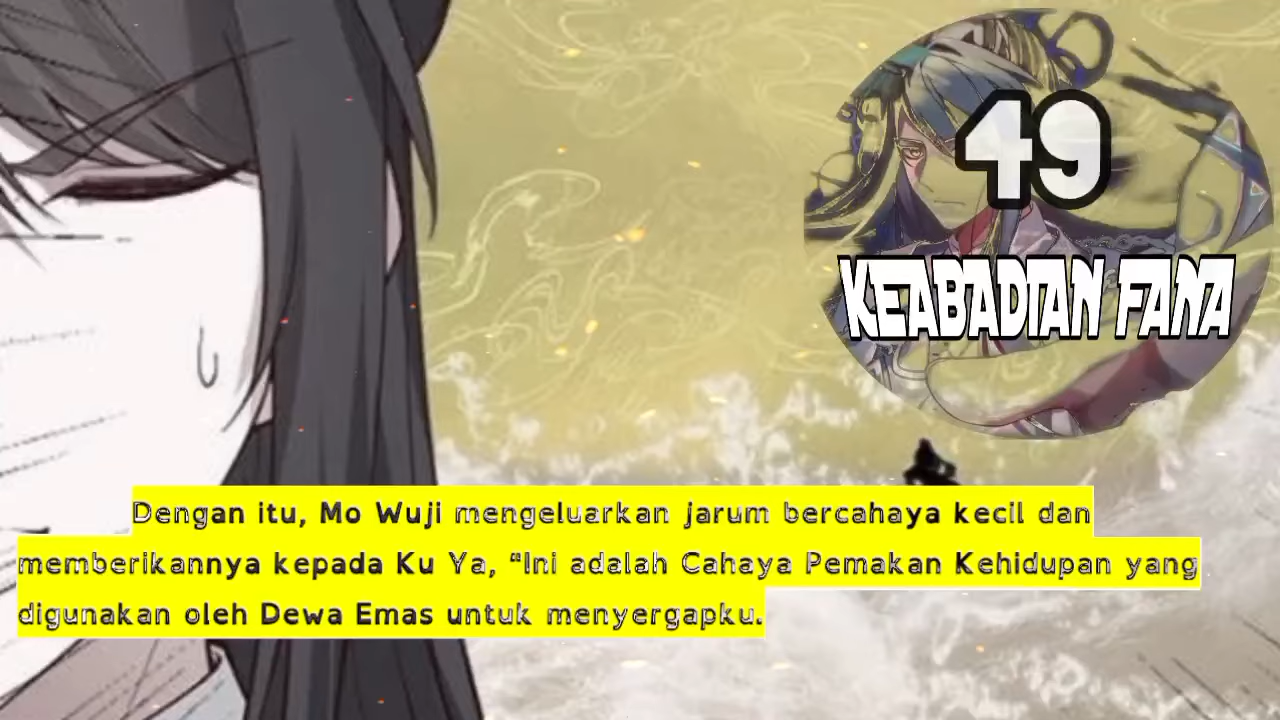 49
KEABADIAN FANA
Dengan itu, Mo Wuji mengeluarkan jarum bercahaya kecil dan
memberikannya kepada Ku Ya, "Ini adalah Cahaya Pemakan Kehidupan yang
digunakan oleh Dewa Emas untuk menyergapku.